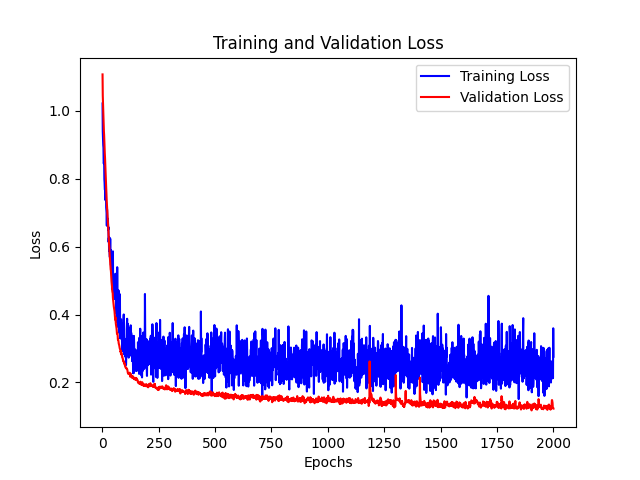 Training and Validation Loss
Training Loss
Validation Loss
1.0
0.8
0.6
0.4
0.2
Loss
0 250 500 750 1000 1250 1500 1750 2000
Epochs